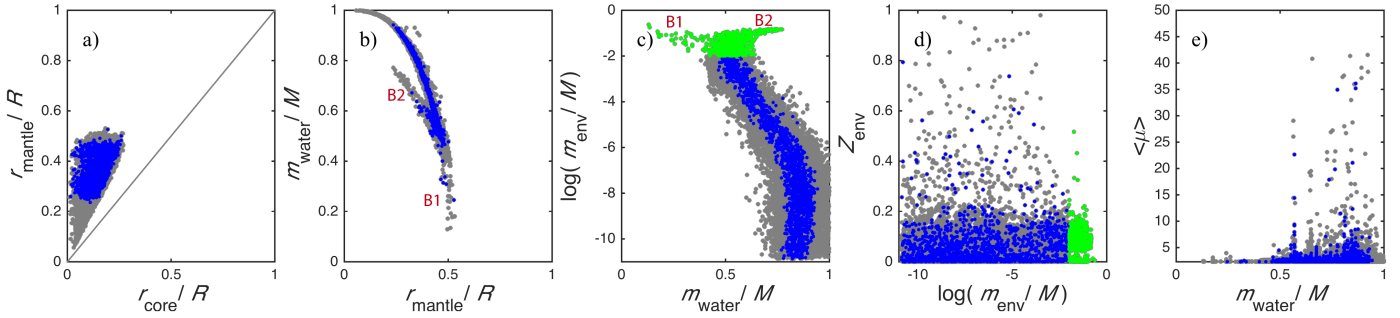 a)
r_mantle / R
1
0.8
0.6
0.4
0.2
0
0
0.5
1
r_core / R
b)
B2
B1
m_water / M
1
0.8
0.6
0.4
0.2
0
0
0.5
1
r_mantle / R
B1
B2
c)
log( m_env / M)
0
-2
-4
-6
-8
-10
0
0.5
1
m_water / M
d)
Z_env
1
0.8
0.6
0.4
0.2
0
-10
-5
0
log( m_env / M)
e)
<μ>
50
45
40
35
30
25
20
15
10
5
0
0.5
1
m_water / M